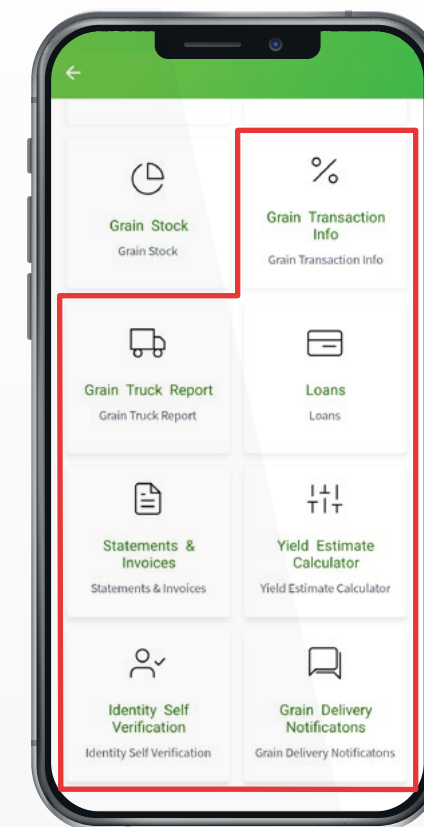 Grain Stock
Grain Stock
Grain Transaction
Info
Grain Transaction Info
Grain Truck Report
Grain Truck Report
Loans
Loans
Statements &
Invoices
Statements & Invoices
Yield Estimate
Calculator
Yield Estimate Calculator
Identity Self
Verification
Identity Self Verification
Grain Delivery
Notificatons
Grain Delivery Notificatons